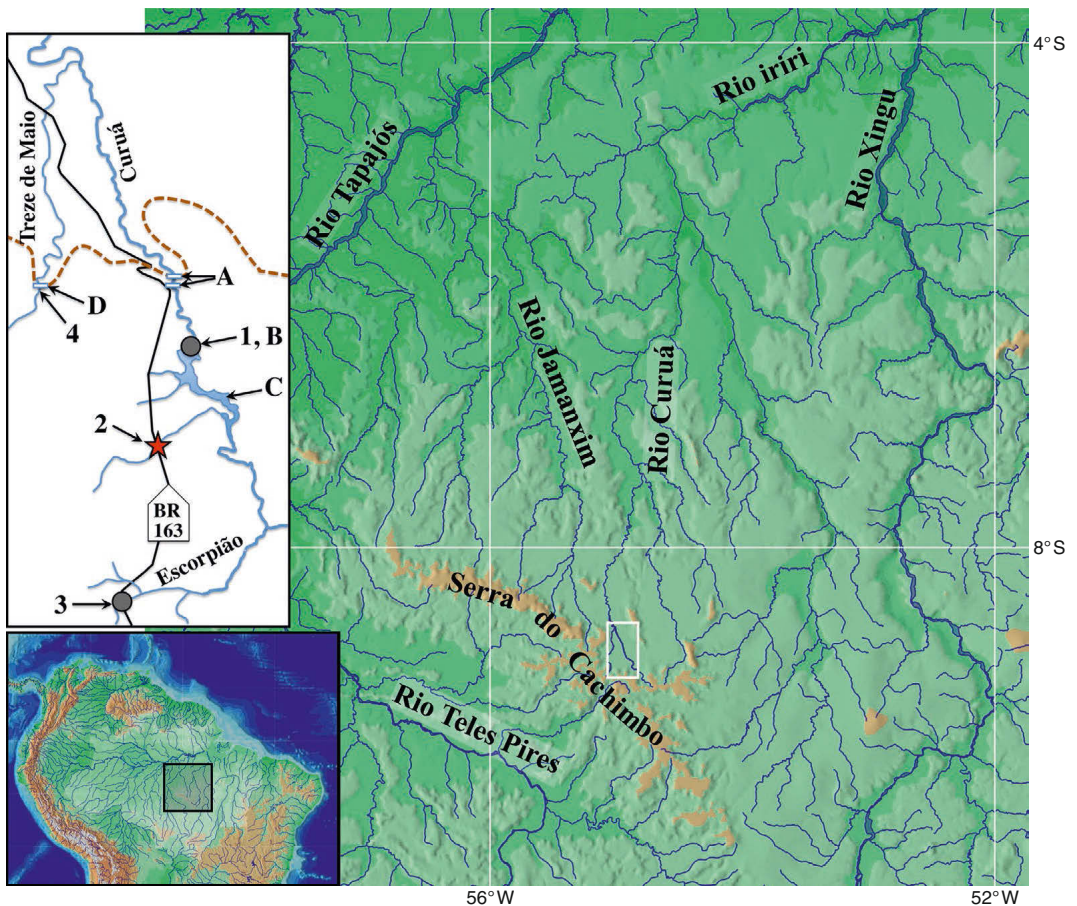 4°S
Rio iriri
Rio Xingu
Rio Tapajós
Treze de Maio
Curuá
A
D
4
1, B
C
2
BR
163
Escorpião
3
Rio Jamanxim
Rio Curuá
8°S
Serra do Cachimbo
Rio Teles Pires
56°W
52°W